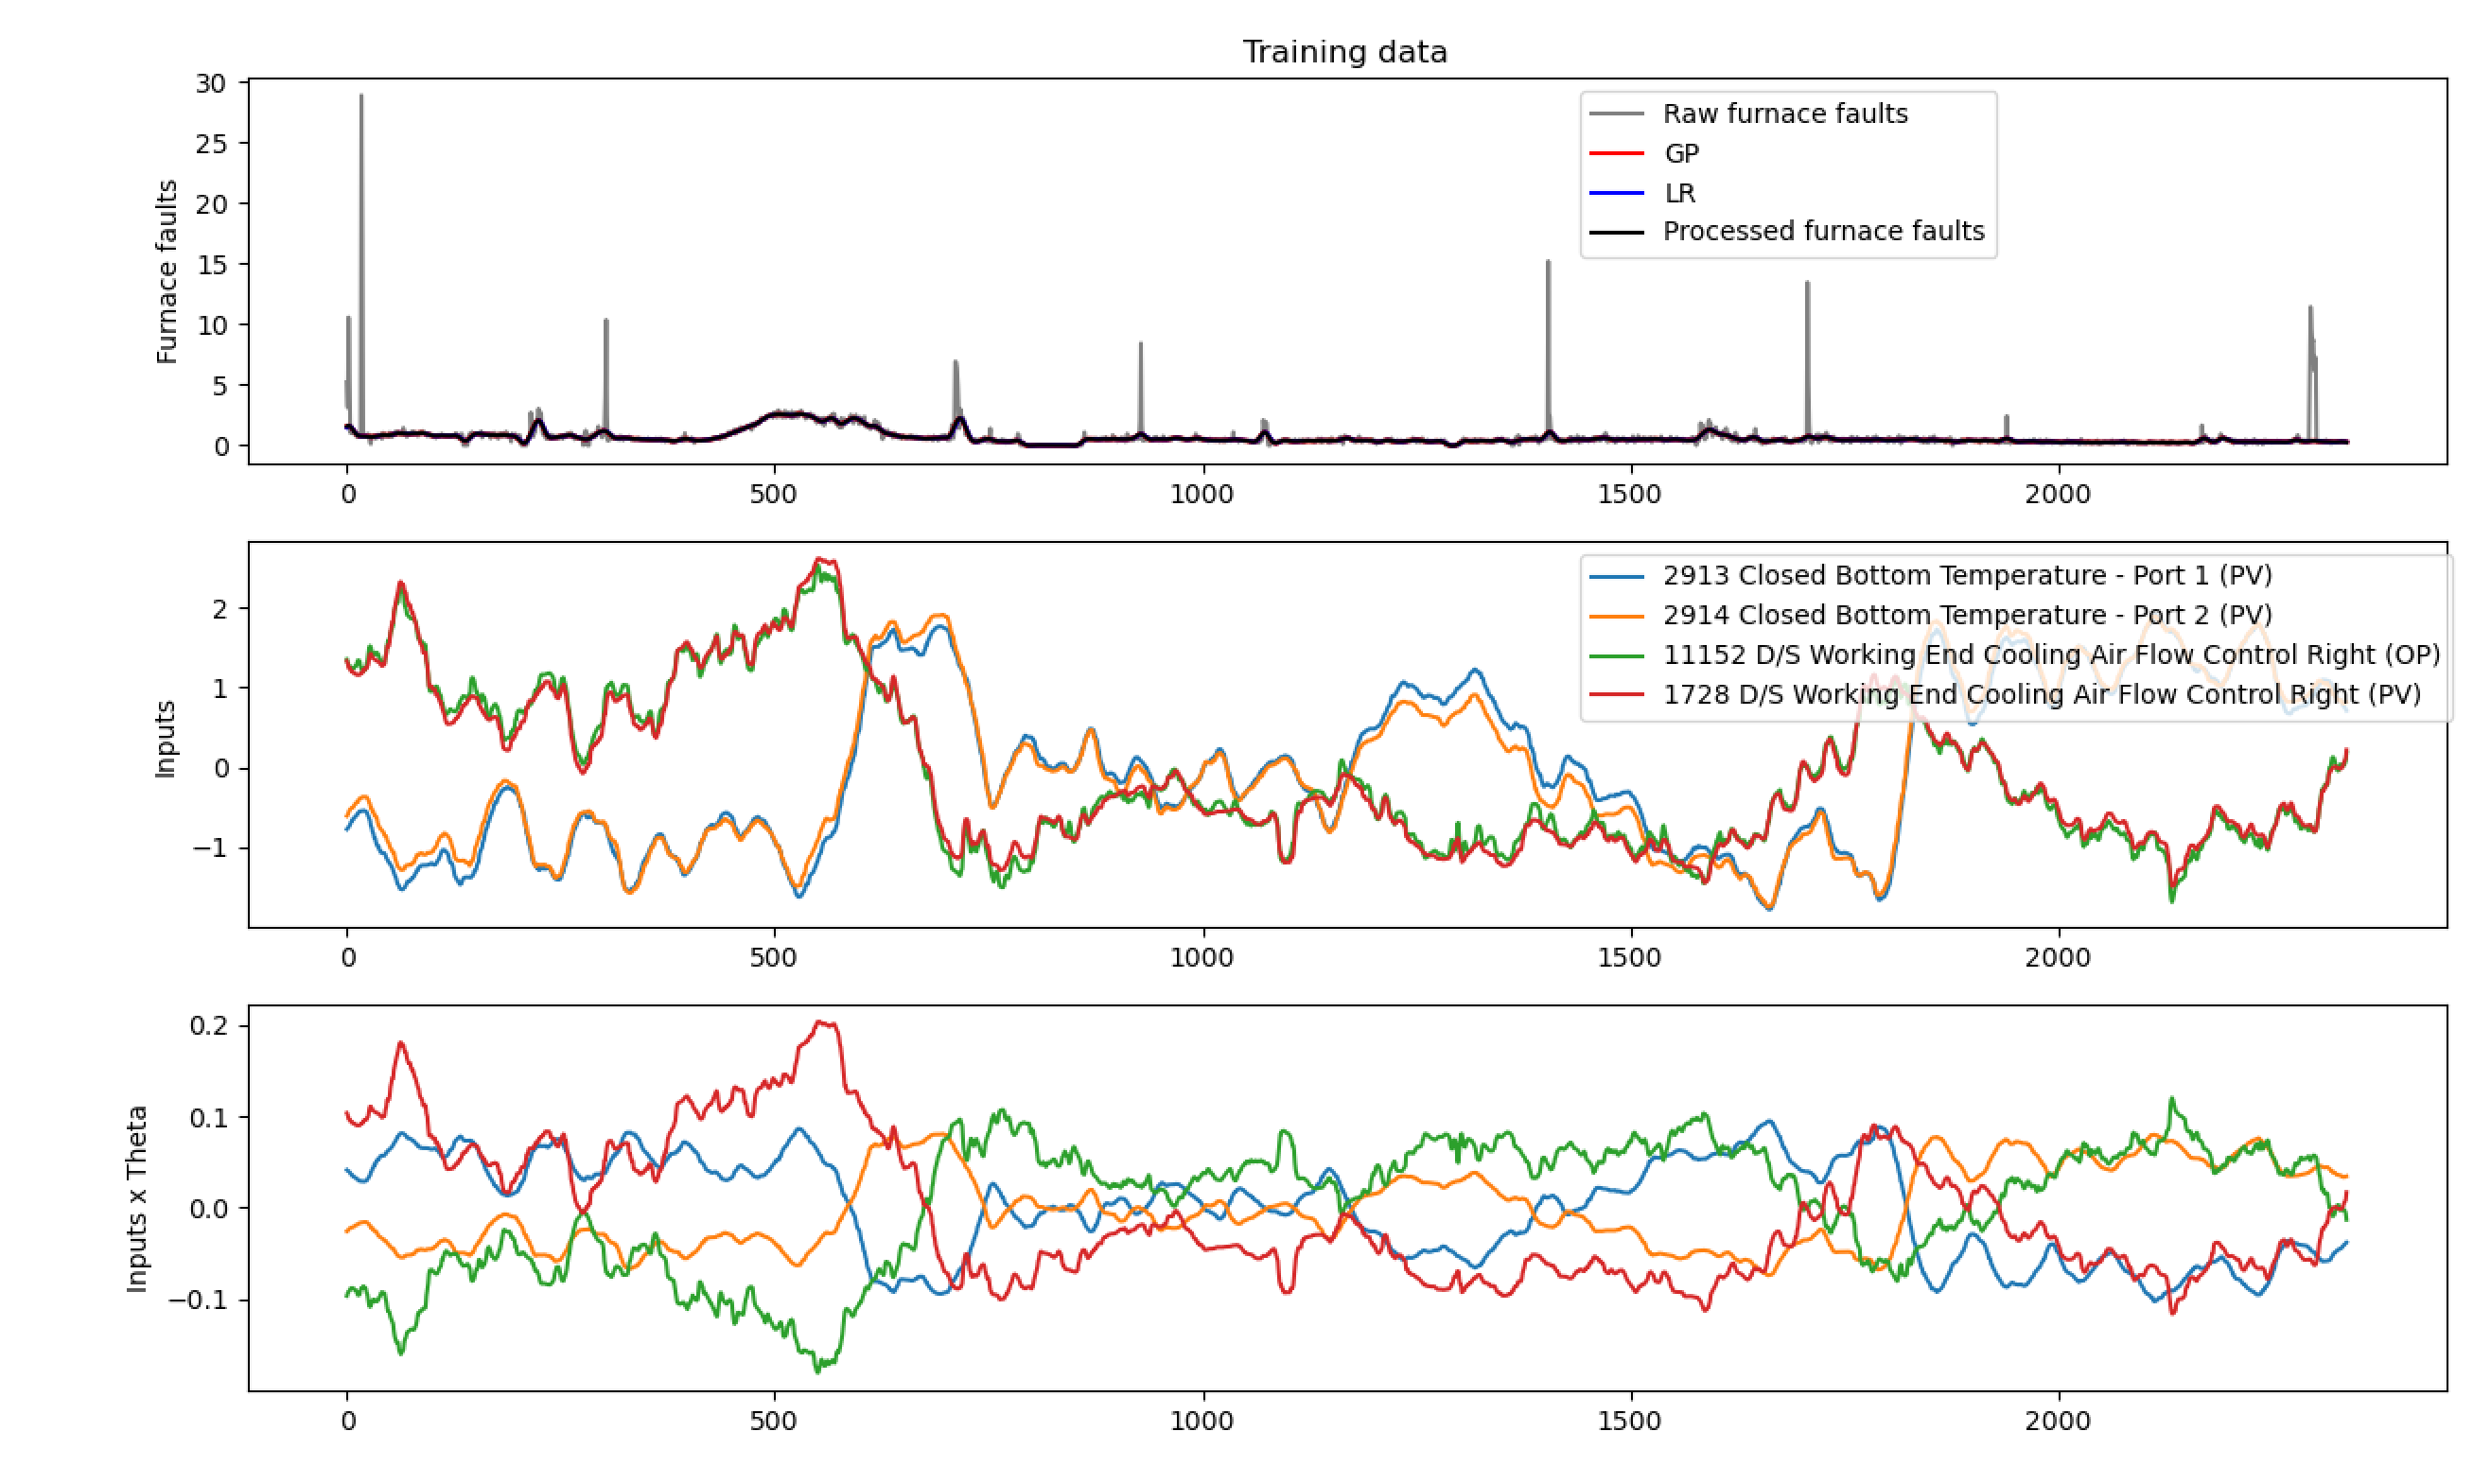 Training data
Furnace faults
30
25
20
15
10
5
0
Raw furnace faults
GP
LR
Processed furnace faults
0 500 1000 1500 2000
Inputs
2
1
0
−1
2913 Closed Bottom Temperature - Port 1 (PV)
2914 Closed Bottom Temperature - Port 2 (PV)
11152 D/S Working End Cooling Air Flow Control Right (OP)
1728 D/S Working End Cooling Air Flow Control Right (PV)
0 500 1000 1500 2000
Inputs x Theta
0.2
0.1
0.0
−0.1
0 500 1000 1500 2000